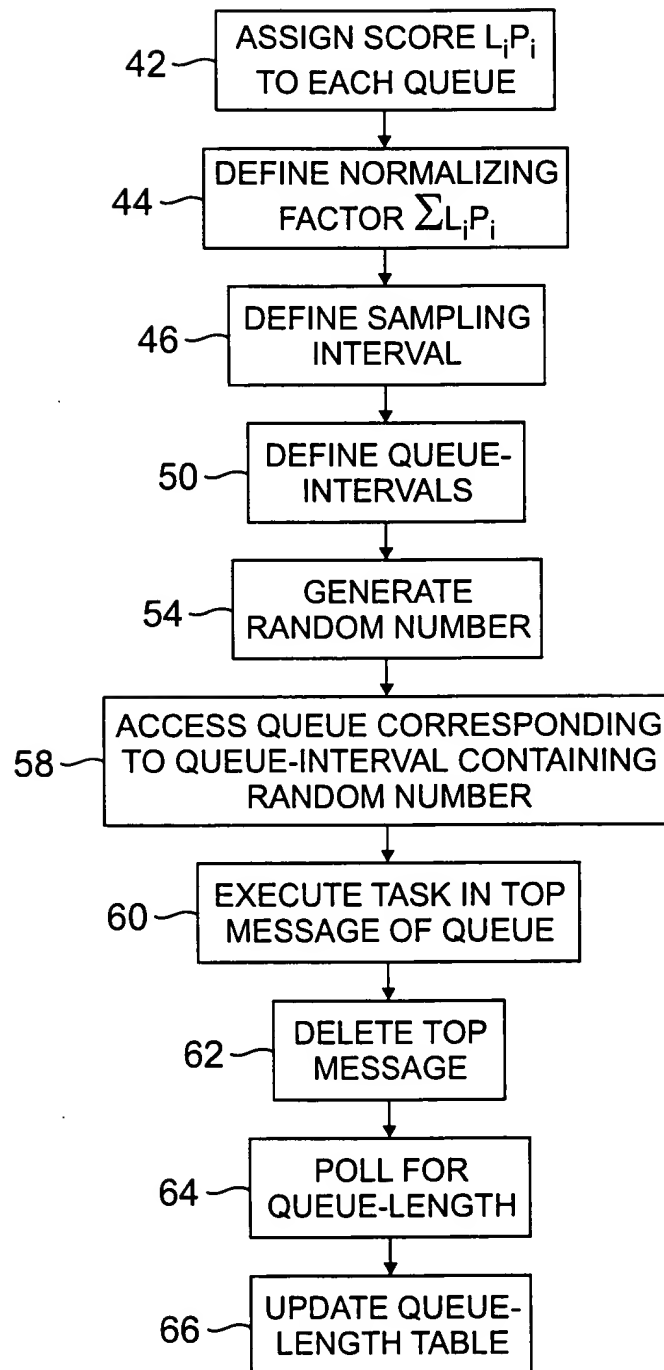 42
ASSIGN SCORE LiPi
TO EACH QUEUE
44
DEFINE NORMALIZING
FACTOR ΣLiPi
46
DEFINE SAMPLING
INTERVAL
50
DEFINE QUEUE-
INTERVALS
54
GENERATE
RANDOM NUMBER
58
ACCESS QUEUE CORRESPONDING
TO QUEUE-INTERVAL CONTAINING
RANDOM NUMBER
60
EXECUTE TASK IN TOP
MESSAGE OF QUEUE
62
DELETE TOP
MESSAGE
64
POLL FOR
QUEUE-LENGTH
66
UPDATE QUEUE-
LENGTH TABLE